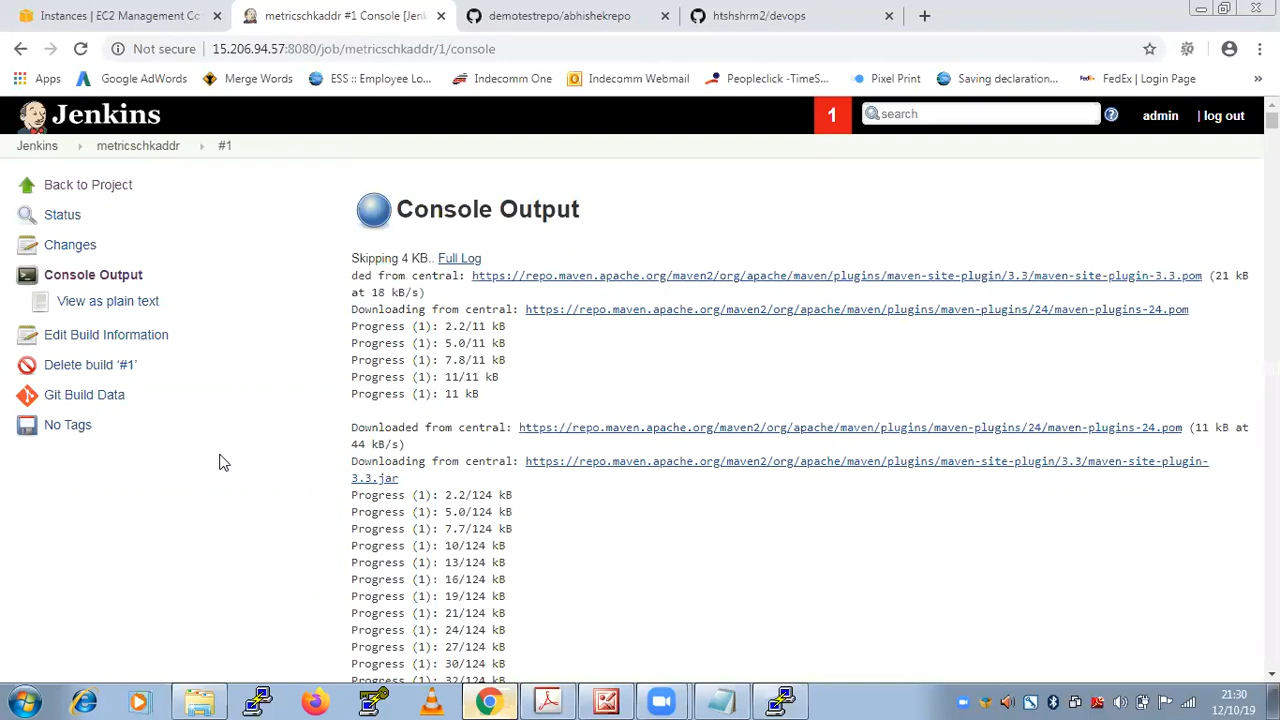 Instances | EC2 Management Co
metricschkaddr #1 Console [Jenk
demotestrepo/abhishekrepo
htshshrm2/devops
Not secure
15.206.94.57:8080/job/metricschkaddr/1/console
Apps
Google AdWords
Merge Words
ESS :: Employee Lo...
Indecomm One
Indecomm Webmail
Peopleclick -TimeS...
Pixel Print
Saving declaration...
FedEx | Login Page
»
Jenkins
1
search
admin
| log out
Jenkins
metricschkaddr
#1
Back to Project
Status
Changes
Console Output
View as plain text
Edit Build Information
Delete build ‘#1’
Git Build Data
No Tags
Console Output
Skipping 4 KB.. Full Log
ded from central: https://repo.maven.apache.org/maven2/org/apache/maven/plugins/maven-site-plugin/3.3/maven-site-plugin-3.3.pom (21 kB
at 18 kB/s)
Downloading from central: https://repo.maven.apache.org/maven2/org/apache/maven/plugins/maven-plugins/24/maven-plugins-24.pom
Progress (1): 2.2/11 kB
Progress (1): 5.0/11 kB
Progress (1): 7.8/11 kB
Progress (1): 11/11 kB
Progress (1): 11 kB
Downloaded from central: https://repo.maven.apache.org/maven2/org/apache/maven/plugins/maven-plugins/24/maven-plugins-24.pom (11 kB at
44 kB/s)
Downloading from central: https://repo.maven.apache.org/maven2/org/apache/maven/plugins/maven-site-plugin/3.3/maven-site-plugin-
3.3.jar
Progress (1): 2.2/124 kB
Progress (1): 5.0/124 kB
Progress (1): 7.7/124 kB
Progress (1): 10/124 kB
Progress (1): 13/124 kB
Progress (1): 16/124 kB
Progress (1): 19/124 kB
Progress (1): 21/124 kB
Progress (1): 24/124 kB
Progress (1): 27/124 kB
Progress (1): 30/124 kB
Progress (1): 32/124 kB
21:30
12/10/19